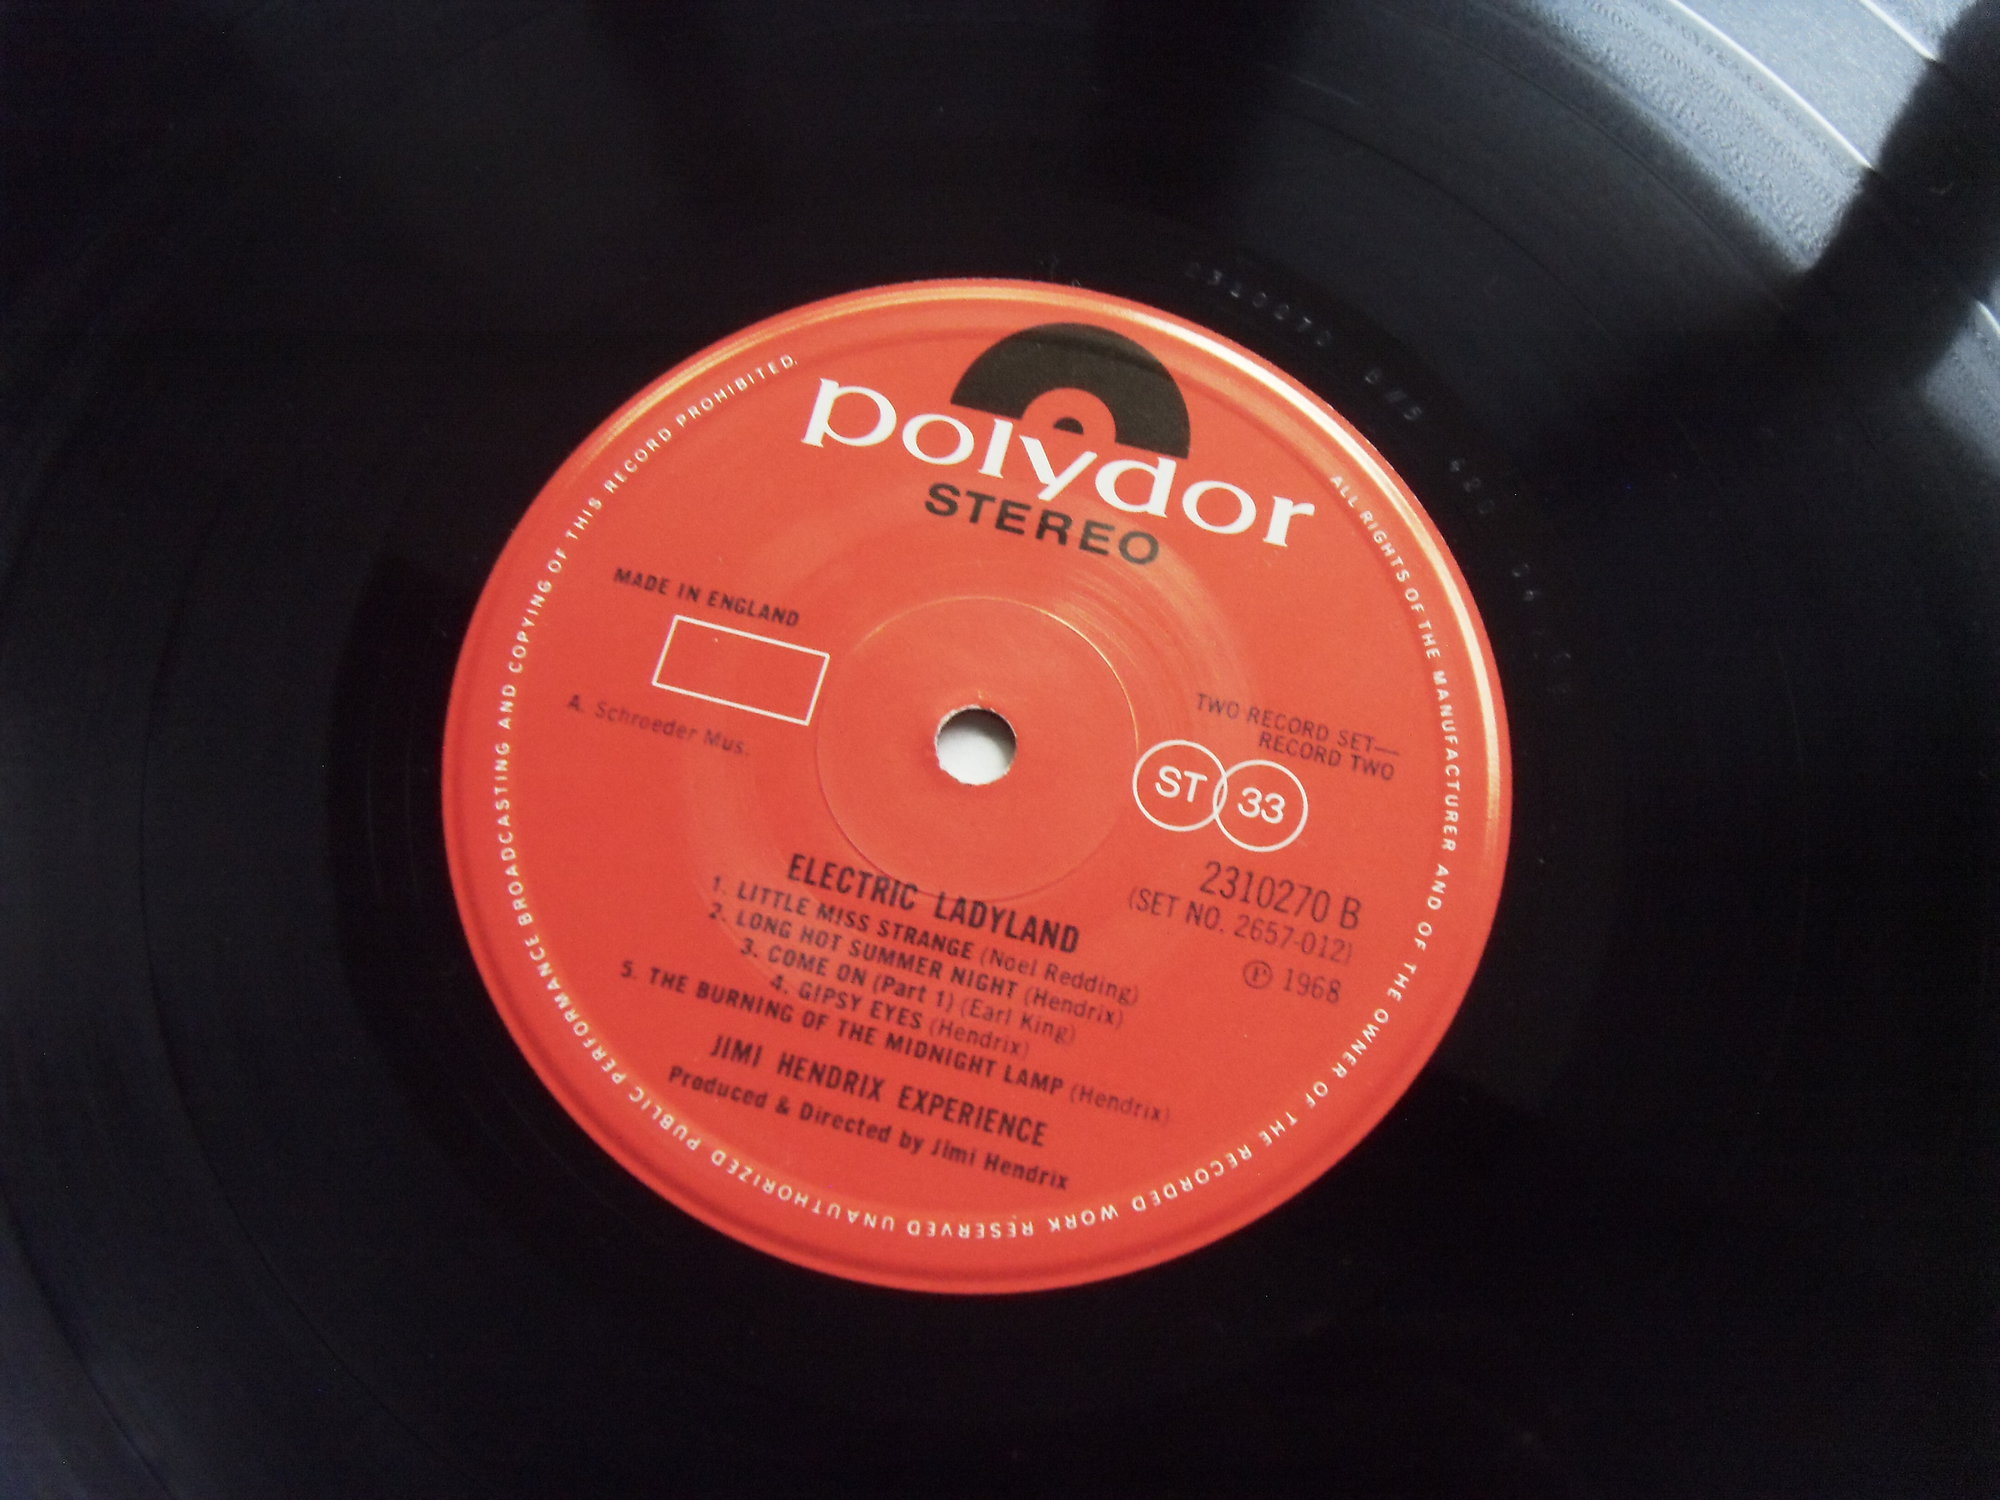 polydor
STEREO
MADE IN ENGLAND
A. Schroeder Mus.
TWO RECORD SET—
RECORD TWO
ST 33
2310270 B
(SET NO. 2657-012)
Ⓟ 1968
ELECTRIC LADYLAND
1. LITTLE MISS STRANGE (Noel Redding)
2. LONG HOT SUMMER NIGHT (Hendrix)
3. COME ON (Part 1) (Earl King)
4. GIPSY EYES (Hendrix)
5. THE BURNING OF THE MIDNIGHT LAMP (Hendrix)
JIMI HENDRIX EXPERIENCE
Produced & Directed by Jimi Hendrix
ALL RIGHTS OF THE MANUFACTURER AND OF THE OWNER OF THE RECORDED WORK RESERVED UNAUTHORIZED PUBLIC PERFORMANCE BROADCASTING AND COPYING OF THIS RECORD PROHIBITED.